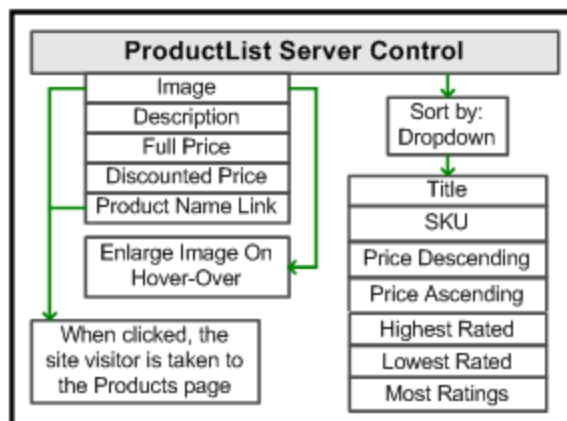 ProductList Server Control
Image
Description
Full Price
Discounted Price
Product Name Link
Enlarge Image On
Hover-Over
When clicked, the
site visitor is taken to
the Products page
Sort by:
Dropdown
Title
SKU
Price Descending
Price Ascending
Highest Rated
Lowest Rated
Most Ratings